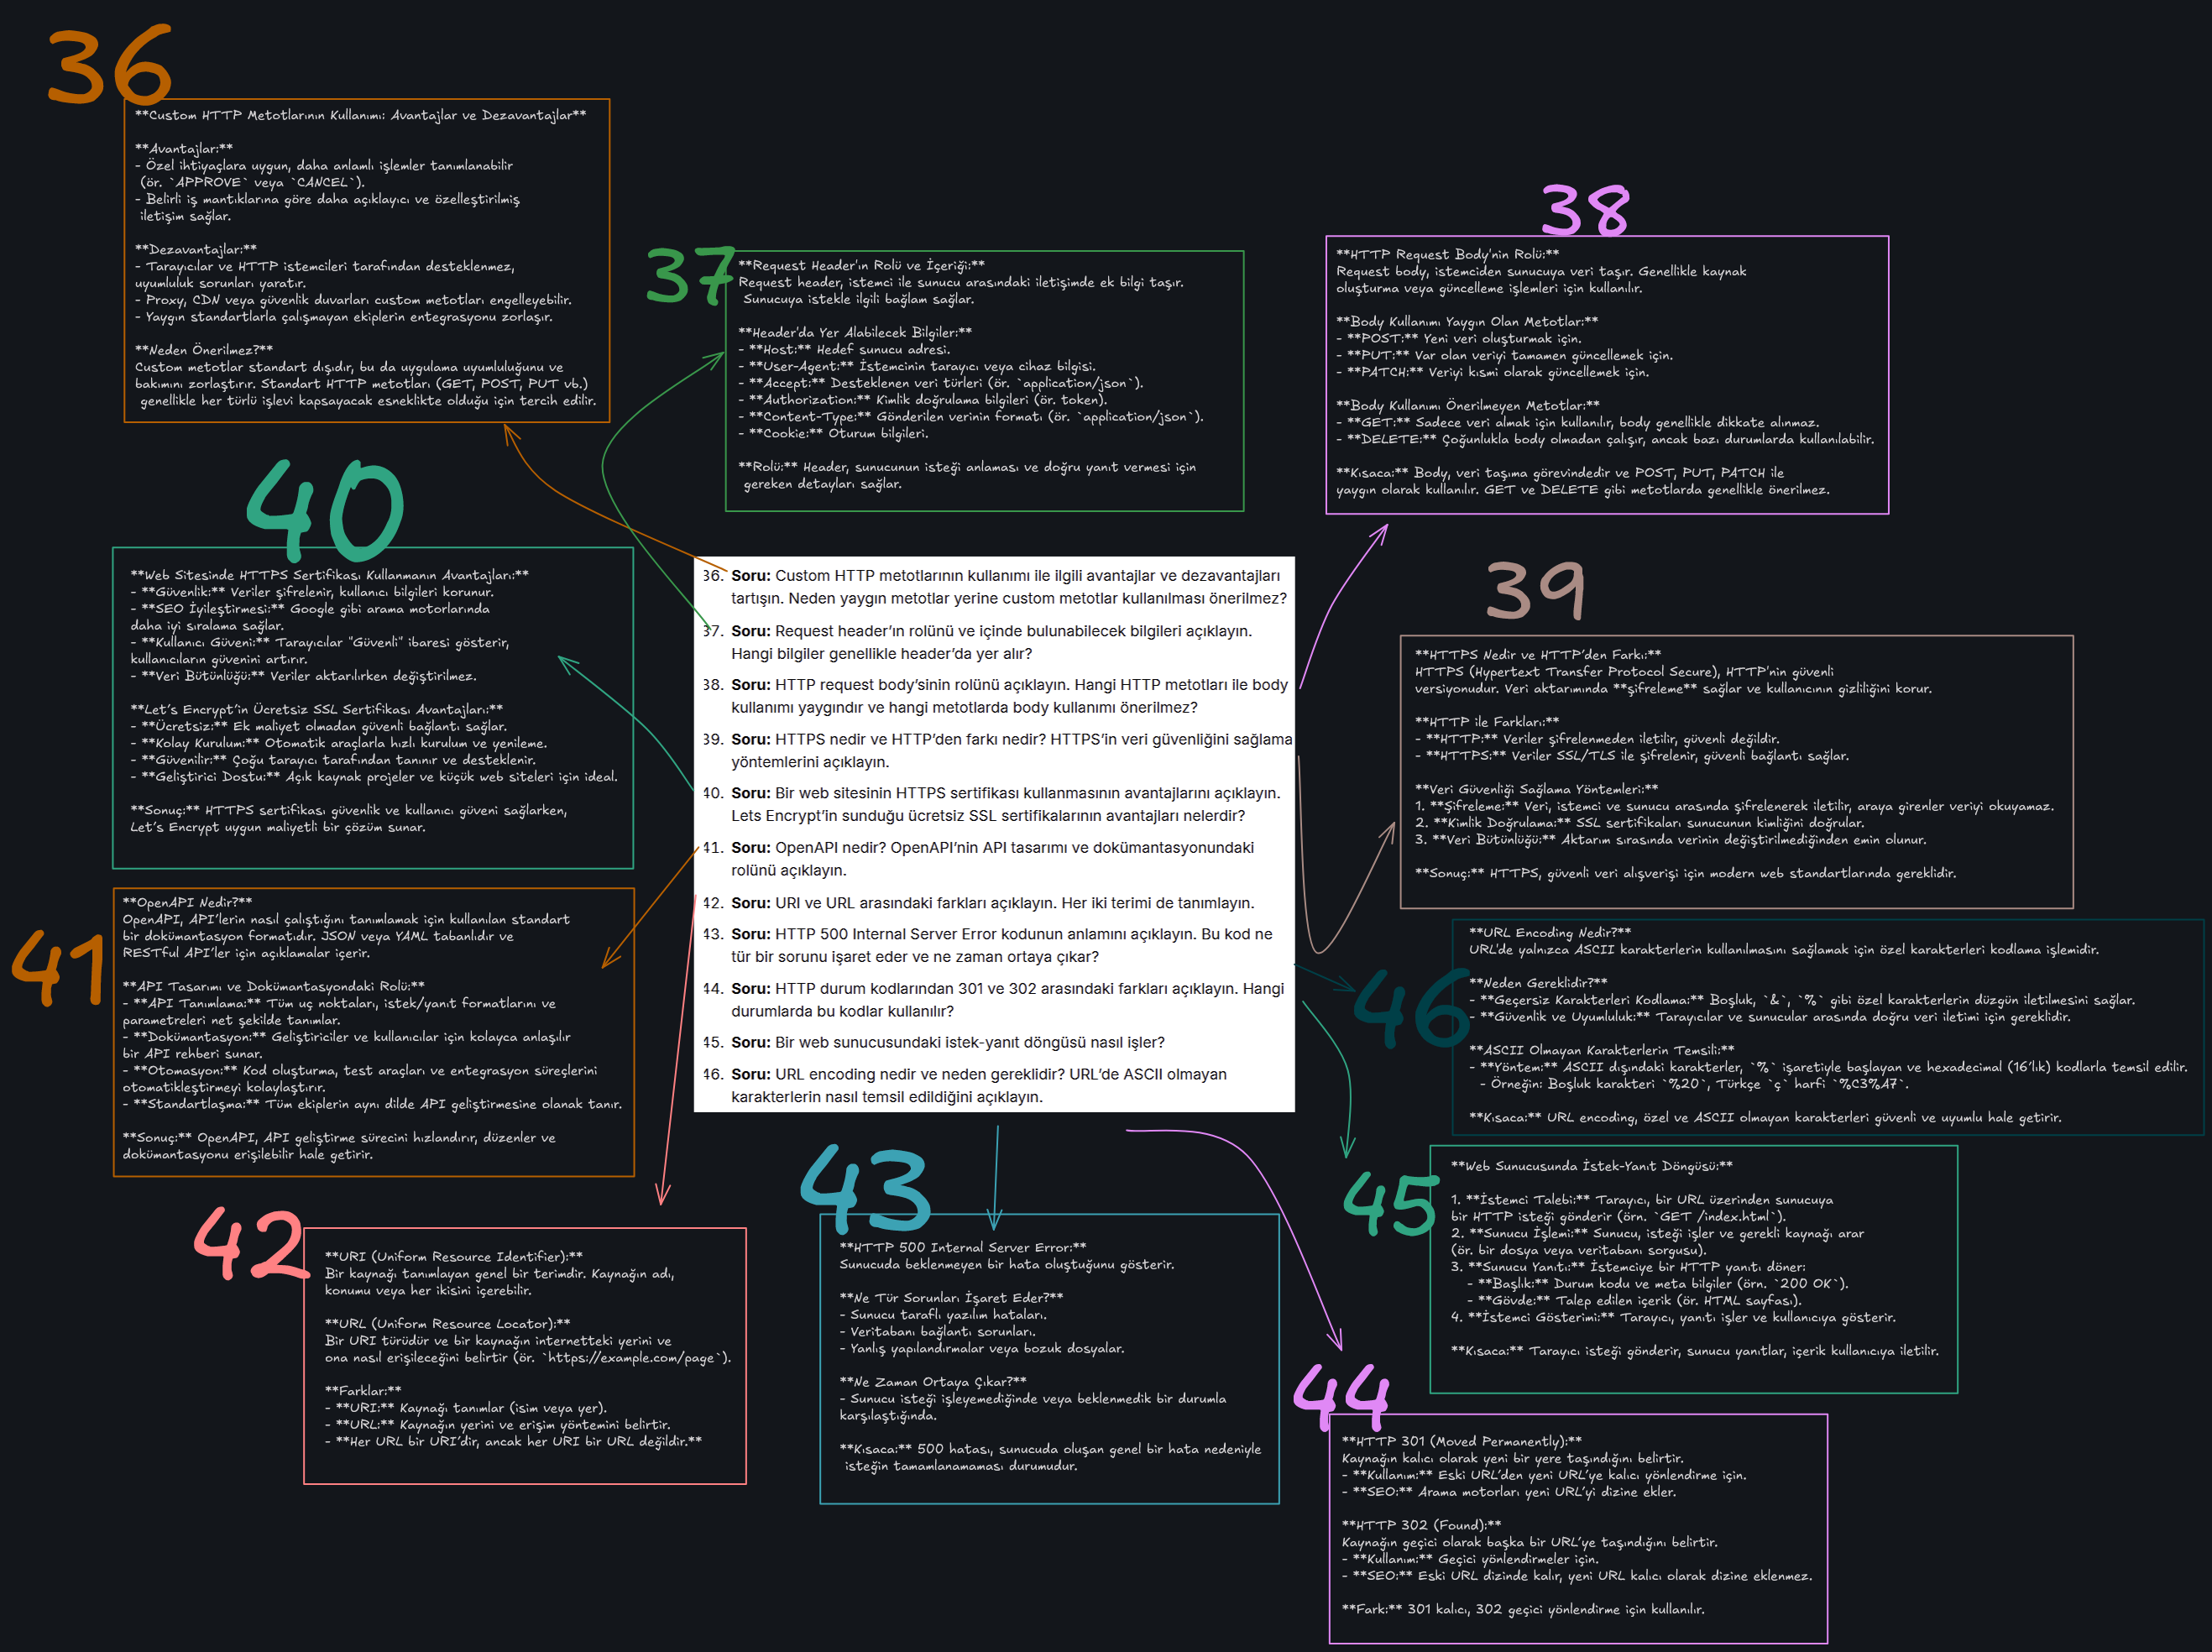 36
**Custom HTTP Metotlarının Kullanımı: Avantajlar ve Dezavantajlar**
**Avantajlar:**
- Özel ihtiyaçlara uygun, daha anlamlı işlemler tanımlanabilir
(ör. `APPROVE` veya `CANCEL`).
- Belirli iş mantıklarına göre daha açıklayıcı ve özelleştirilmiş
iletişim sağlar.
**Dezavantajlar:**
- Tarayıcılar ve HTTP istemcileri tarafından desteklenmez,
uyumluluk sorunları yaratır.
- Proxy, CDN veya güvenlik duvarları custom metotları engelleyebilir.
- Yaygın standartlarla çalışmayan ekiplerin entegrasyonu zorlaşır.
**Neden Önerilmez?**
Custom metotlar standart dışıdır, bu da uygulama uyumluluğunu ve
bakımını zorlaştırır. Standart HTTP metotları (GET, POST, PUT vb.)
genellikle her türlü işlevi kapsayacak esneklikte olduğu için tercih edilir.
37
**Request Header'ın Rolü ve İçeriği:**
Request header, istemci ile sunucu arasındaki iletişimde ek bilgi taşır.
Sunucuya istekle ilgili bağlam sağlar.
**Header'da Yer Alabilecek Bilgiler:**
- **Host:** Hedef sunucu adresi.
- **User-Agent:** İstemcinin tarayıcı veya cihaz bilgisi.
- **Accept:** Desteklenen veri türleri (ör. `application/json`).
- **Authorization:** Kimlik doğrulama bilgileri (ör. token).
- **Content-Type:** Gönderilen verinin formatı (ör. `application/json`).
- **Cookie:** Oturum bilgileri.
**Rolü:** Header, sunucunun isteği anlaması ve doğru yanıt vermesi için
gereken detayları sağlar.
38
**HTTP Request Body'nin Rolü:**
Request body, istemciden sunucuya veri taşır. Genellikle kaynak
oluşturma veya güncelleme işlemleri için kullanılır.
**Body Kullanımı Yaygın Olan Metotlar:**
- **POST:** Yeni veri oluşturmak için.
- **PUT:** Var olan veriyi tamamen güncellemek için.
- **PATCH:** Veriyi kısmi olarak güncellemek için.
**Body Kullanımı Önerilmeyen Metotlar:**
- **GET:** Sadece veri almak için kullanılır, body genellikle dikkate alınmaz.
- **DELETE:** Çoğunlukla body olmadan çalışır, ancak bazı durumlarda kullanılabilir.
**Kısaca:** Body, veri taşıma görevindedir ve POST, PUT, PATCH ile
yaygın olarak kullanılır. GET ve DELETE gibi metotlarda genellikle önerilmez.
40
**Web Sitesinde HTTPS Sertifikası Kullanmanın Avantajları:**
- **Güvenlik:** Veriler şifrelenir, kullanıcı bilgileri korunur.
- **SEO İyileştirmesi:** Google gibi arama motorlarında
daha iyi sıralama sağlar.
- **Kullanıcı Güveni:** Tarayıcılar "Güvenli" ibaresi gösterir,
kullanıcıların güvenini artırır.
- **Veri Bütünlüğü:** Veriler aktarılırken değiştirilmez.
**Let's Encrypt'in Ücretsiz SSL Sertifikası Avantajları:**
- **Ücretsiz:** Ek maliyet olmadan güvenli bağlantı sağlar.
- **Kolay Kurulum:** Otomatik araçlarla hızlı kurulum ve yenileme.
- **Güvenilir:** Çoğu tarayıcı tarafından tanınır ve desteklenir.
- **Geliştirici Dostu:** Açık kaynak projeler ve küçük web siteleri için ideal.
**Sonuç:** HTTPS sertifikası güvenlik ve kullanıcı güveni sağlarken,
Let's Encrypt uygun maliyetli bir çözüm sunar.
36. Soru: Custom HTTP metotlarının kullanımı ile ilgili avantajlar ve dezavantajları
tartışın. Neden yaygın metotlar yerine custom metotlar kullanılması önerilmez?
37. Soru: Request header'ın rolünü ve içinde bulunabilecek bilgileri açıklayın.
Hangi bilgiler genellikle header'da yer alır?
38. Soru: HTTP request body'sinin rolünü açıklayın. Hangi HTTP metotları ile body
kullanımı yaygındır ve hangi metotlarda body kullanımı önerilmez?
39. Soru: HTTPS nedir ve HTTP'den farkı nedir? HTTPS'in veri güvenliğini sağlama
yöntemlerini açıklayın.
40. Soru: Bir web sitesinin HTTPS sertifikası kullanmasının avantajlarını açıklayın.
Lets Encrypt'in sunduğu ücretsiz SSL sertifikalarının avantajları nelerdir?
41. Soru: OpenAPI nedir? OpenAPI'nin API tasarımı ve dokümantasyonundaki
rolünü açıklayın.
42. Soru: URI ve URL arasındaki farkları açıklayın. Her iki terimi de tanımlayın.
43. Soru: HTTP 500 Internal Server Error kodunun anlamını açıklayın. Bu kod ne
tür bir sorunu işaret eder ve ne zaman ortaya çıkar?
44. Soru: HTTP durum kodlarından 301 ve 302 arasındaki farkları açıklayın. Hangi
durumlarda bu kodlar kullanılır?
45. Soru: Bir web sunucusundaki istek-yanıt döngüsü nasıl işler?
46. Soru: URL encoding nedir ve neden gereklidir? URL'de ASCII olmayan
karakterlerin nasıl temsil edildiğini açıklayın.
39
**HTTPS Nedir ve HTTP'den Farkı:**
HTTPS (Hypertext Transfer Protocol Secure), HTTP'nin güvenli
versiyonudur. Veri aktarımında **şifreleme** sağlar ve kullanıcının gizliliğini korur.
**HTTP ile Farkları:**
- **HTTP:** Veriler şifrelenmeden iletilir, güvenli değildir.
- **HTTPS:** Veriler SSL/TLS ile şifrelenir, güvenli bağlantı sağlar.
**Veri Güvenliği Sağlama Yöntemleri:**
1. **Şifreleme:** Veri, istemci ve sunucu arasında şifrelenerek iletilir, araya girenler veriyi okuyamaz.
2. **Kimlik Doğrulama:** SSL sertifikaları sunucunun kimliğini doğrular.
3. **Veri Bütünlüğü:** Aktarım sırasında verinin değiştirilmediğinden emin olunur.
**Sonuç:** HTTPS, güvenli veri alışverişi için modern web standartlarında gereklidir.
41
**OpenAPI Nedir?**
OpenAPI, API'lerin nasıl çalıştığını tanımlamak için kullanılan standart
bir dokümantasyon formatıdır. JSON veya YAML tabanlıdır ve
RESTful API'ler için açıklamalar içerir.
**API Tasarımı ve Dokümantasyondaki Rolü:**
- **API Tanımlama:** Tüm uç noktaları, istek/yanıt formatlarını ve
parametreleri net şekilde tanımlar.
- **Dokümantasyon:** Geliştiriciler ve kullanıcılar için kolayca anlaşılır
bir API rehberi sunar.
- **Otomasyon:** Kod oluşturma, test araçları ve entegrasyon süreçlerini
otomatikleştirmeyi kolaylaştırır.
- **Standartlaşma:** Tüm ekiplerin aynı dilde API geliştirmesine olanak tanır.
**Sonuç:** OpenAPI, API geliştirme sürecini hızlandırır, düzenler ve
dokümantasyonu erişilebilir hale getirir.
46
**URL Encoding Nedir?**
URL'de yalnızca ASCII karakterlerin kullanılmasını sağlamak için özel karakterleri kodlama işlemidir.
**Neden Gereklidir?**
- **Geçersiz Karakterleri Kodlama:** Boşluk, `&`, `%` gibi özel karakterlerin düzgün iletilmesini sağlar.
- **Güvenlik ve Uyumluluk:** Tarayıcılar ve sunucular arasında doğru veri iletimi için gereklidir.
**ASCII Olmayan Karakterlerin Temsili:**
- **Yöntem:** ASCII dışındaki karakterler, `%` işaretiyle başlayan ve hexadecimal (16'lık) kodlarla temsil edilir.
- Örneğin: Boşluk karakteri `%20`, Türkçe `ç` harfi `%C3%A7`.
**Kısaca:** URL encoding, özel ve ASCII olmayan karakterleri güvenli ve uyumlu hale getirir.
42
**URI (Uniform Resource Identifier):**
Bir kaynağı tanımlayan genel bir terimdir. Kaynağın adı,
konumu veya her ikisini içerebilir.
**URL (Uniform Resource Locator):**
Bir URI türüdür ve bir kaynağın internetteki yerini ve
ona nasıl erişileceğini belirtir (ör. `https://example.com/page`).
**Farklar:**
- **URI:** Kaynağı tanımlar (isim veya yer).
- **URL:** Kaynağın yerini ve erişim yöntemini belirtir.
- **Her URL bir URI'dir, ancak her URI bir URL değildir.**
43
**HTTP 500 Internal Server Error:**
Sunucuda beklenmeyen bir hata oluştuğunu gösterir.
**Ne Tür Sorunları İşaret Eder?**
- Sunucu taraflı yazılım hataları.
- Veritabanı bağlantı sorunları.
- Yanlış yapılandırmalar veya bozuk dosyalar.
**Ne Zaman Ortaya Çıkar?**
- Sunucu isteği işleyemediğinde veya beklenmedik bir durumla
karşılaştığında.
**Kısaca:** 500 hatası, sunucuda oluşan genel bir hata nedeniyle
isteğin tamamlanamaması durumudur.
45
**Web Sunucusunda İstek-Yanıt Döngüsü:**
1. **İstemci Talebi:** Tarayıcı, bir URL üzerinden sunucuya
bir HTTP isteği gönderir (örn. `GET /index.html`).
2. **Sunucu İşlemi:** Sunucu, isteği işler ve gerekli kaynağı arar
(ör. bir dosya veya veritabanı sorgusu).
3. **Sunucu Yanıtı:** İstemciye bir HTTP yanıtı döner:
- **Başlık:** Durum kodu ve meta bilgiler (örn. `200 OK`).
- **Gövde:** Talep edilen içerik (ör. HTML sayfası).
4. **İstemci Gösterimi:** Tarayıcı, yanıtı işler ve kullanıcıya gösterir.
**Kısaca:** Tarayıcı isteği gönderir, sunucu yanıtlar, içerik kullanıcıya iletilir.
44
**HTTP 301 (Moved Permanently):**
Kaynağın kalıcı olarak yeni bir yere taşındığını belirtir.
- **Kullanım:** Eski URL'den yeni URL'ye kalıcı yönlendirme için.
- **SEO:** Arama motorları yeni URL'yi dizine ekler.
**HTTP 302 (Found):**
Kaynağın geçici olarak başka bir URL'ye taşındığını belirtir.
- **Kullanım:** Geçici yönlendirmeler için.
- **SEO:** Eski URL dizinde kalır, yeni URL kalıcı olarak dizine eklenmez.
**Fark:** 301 kalıcı, 302 geçici yönlendirme için kullanılır.